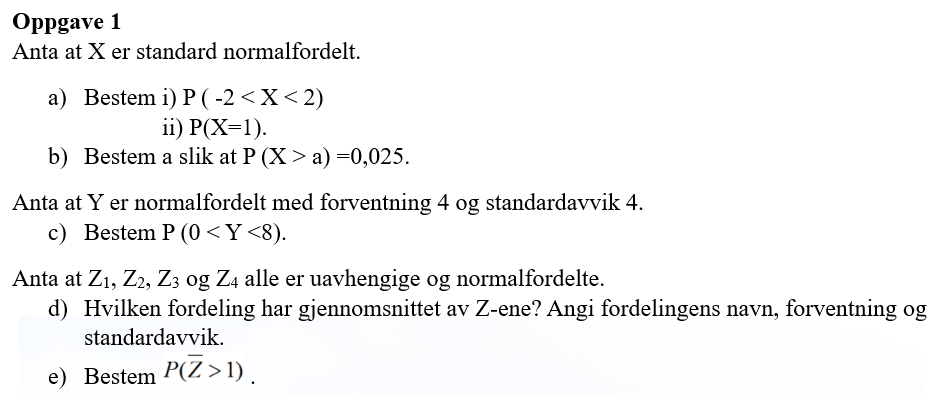 Oppgave 1
Anta at X er standard normalfordelt.
a) Bestem i) P ( -2 < X < 2)
ii) P(X=1).
b) Bestem a slik at P (X > a) =0,025.
Anta at Y er normalfordelt med forventning 4 og standardavvik 4.
c) Bestem P (0 < Y <8).
Anta at Z₁, Z₂, Z₃ og Z₄ alle er uavhengige og normalfordelte.
d) Hvilken fordeling har gjennomsnittet av Z-ene? Angi fordelingens navn, forventning og
standardavvik.
e) Bestem P(Z̅ > 1) .